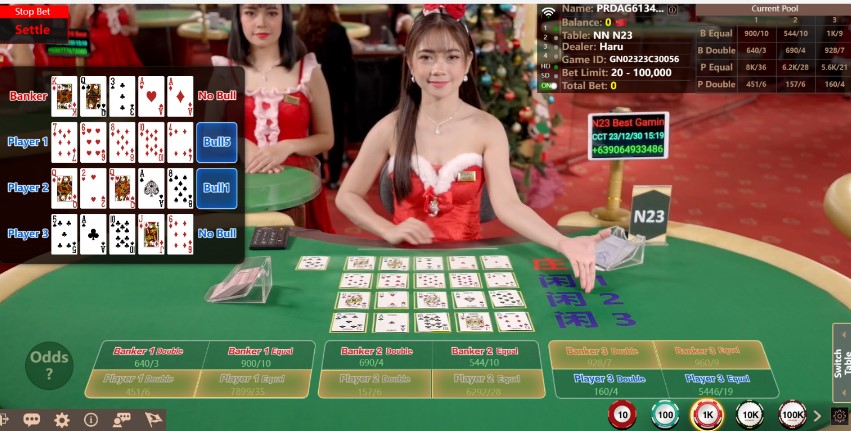 Stop Bet
Settle
Name: PRDAG6134...
Balance: 0
Table: NN N23
Dealer: Haru
Game ID: GN02323C30056
Bet Limit: 20 - 100,000
Total Bet: 0
1
2
3
4
HD
SD
ON
Current Pool
1 2 3
B Equal 900/10 544/10 1K/9
B Double 640/3 690/4 928/7
P Equal 8K/36 6.2K/28 5.6K/21
P Double 451/6 157/6 160/4
Banker No Bull
Player 1 Bull5
Player 2 Bull1
Player 3 No Bull
N23 Best Gamin
CCT 23/12/30 15:19
+639064933486
N23
庄
闲 1
闲 2
闲 3
Odds
?
Banker 1 Double
640/3
Banker 1 Equal
900/10
Banker 2 Double
690/4
Banker 2 Equal
544/10
Banker 3 Double
928/7
Banker 3 Equal
Player 1 Double
451/6
Player 1 Equal
7899/35
Player 2 Double
157/6
Player 2 Equal
6292/28
Player 3 Double
160/4
Player 3 Equal
5446/19
Switch
Table
10 100 1K 10K 100K